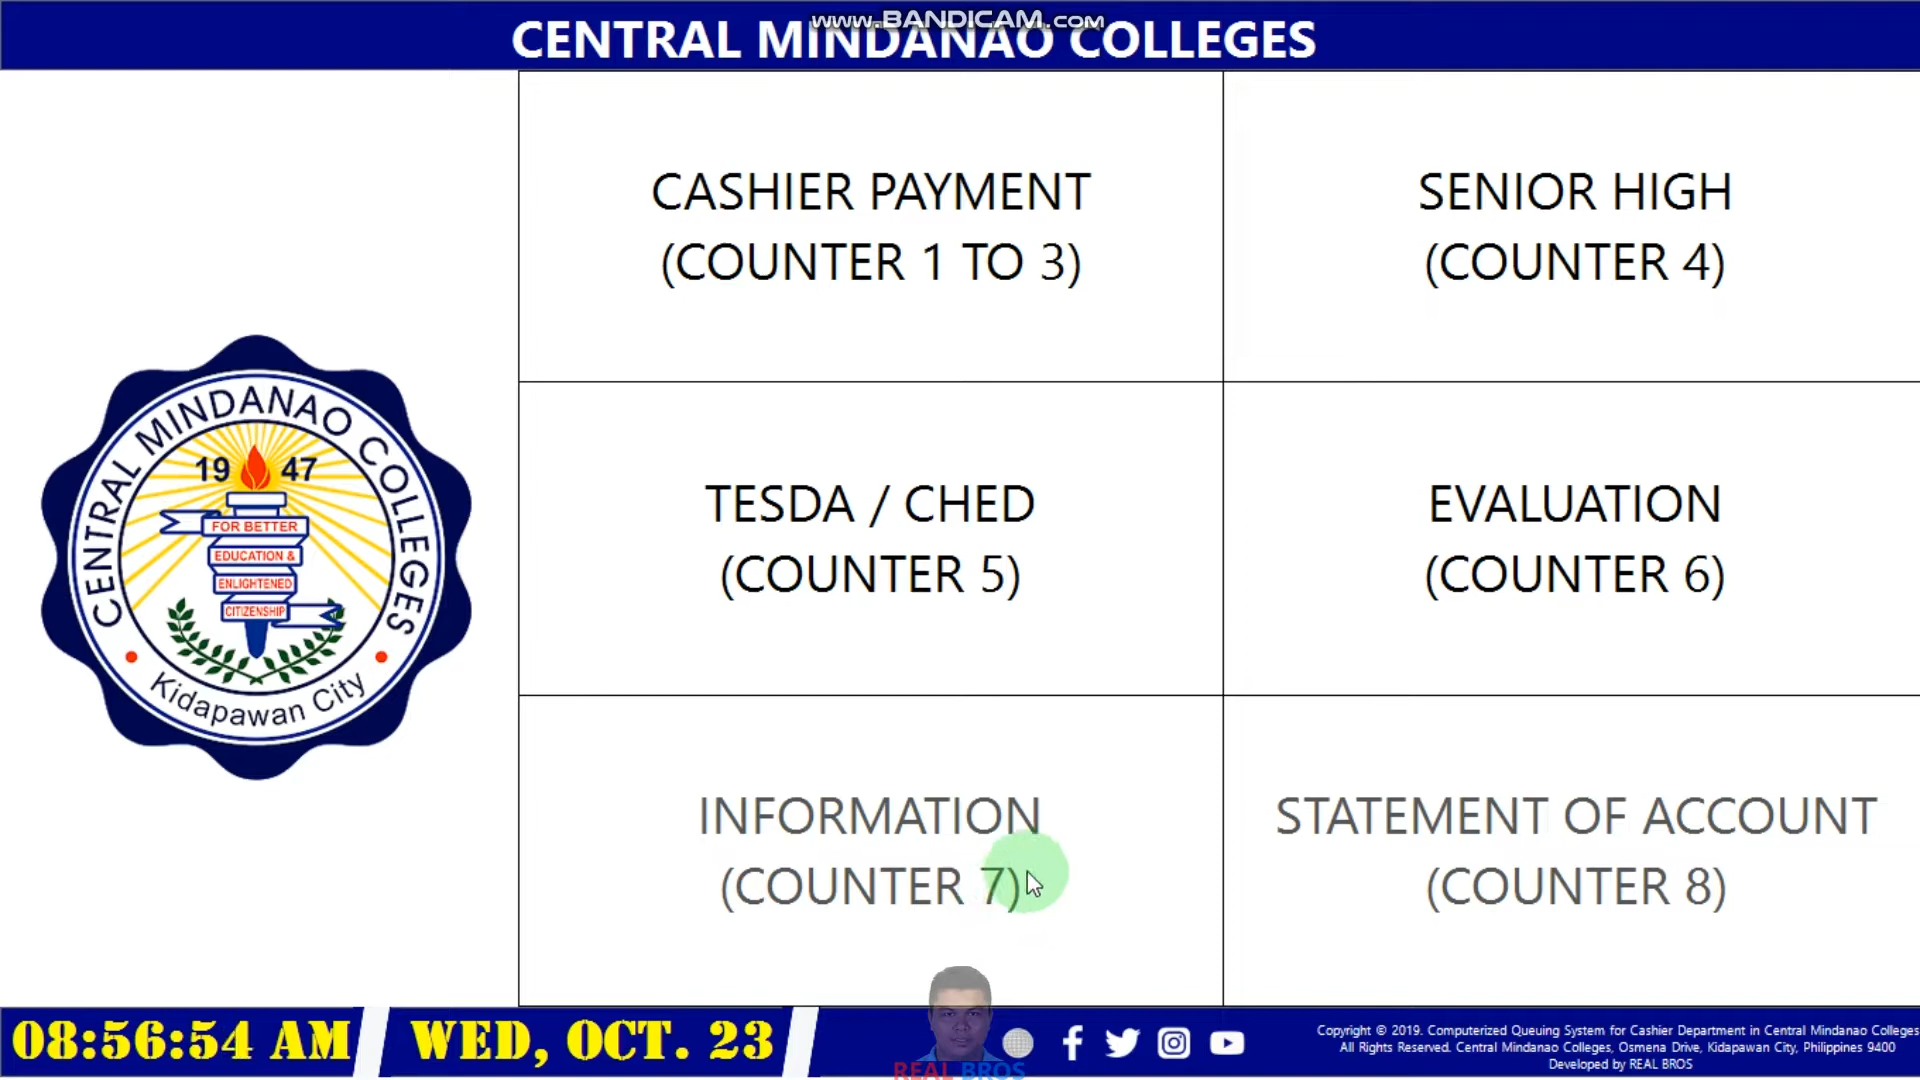 www.BANDICAM.com
CENTRAL MINDANAO COLLEGES
CASHIER PAYMENT
(COUNTER 1 TO 3)
SENIOR HIGH
(COUNTER 4)
TESDA / CHED
(COUNTER 5)
EVALUATION
(COUNTER 6)
INFORMATION
(COUNTER 7)
STATEMENT OF ACCOUNT
(COUNTER 8)
CENTRAL MINDANAO COLLEGES
19 47
FOR BETTER
EDUCATION &
ENLIGHTENED
CITIZENSHIP
Kidapawan City
08:56:54 AM
WED, OCT. 23
REAL BROS
Copyright © 2019. Computerized Queuing System for Cashier Department in Central Mindanao Colleges
All Rights Reserved. Central Mindanao Colleges, Osmena Drive, Kidapawan City, Philippines 9400
Developed by REAL BROS